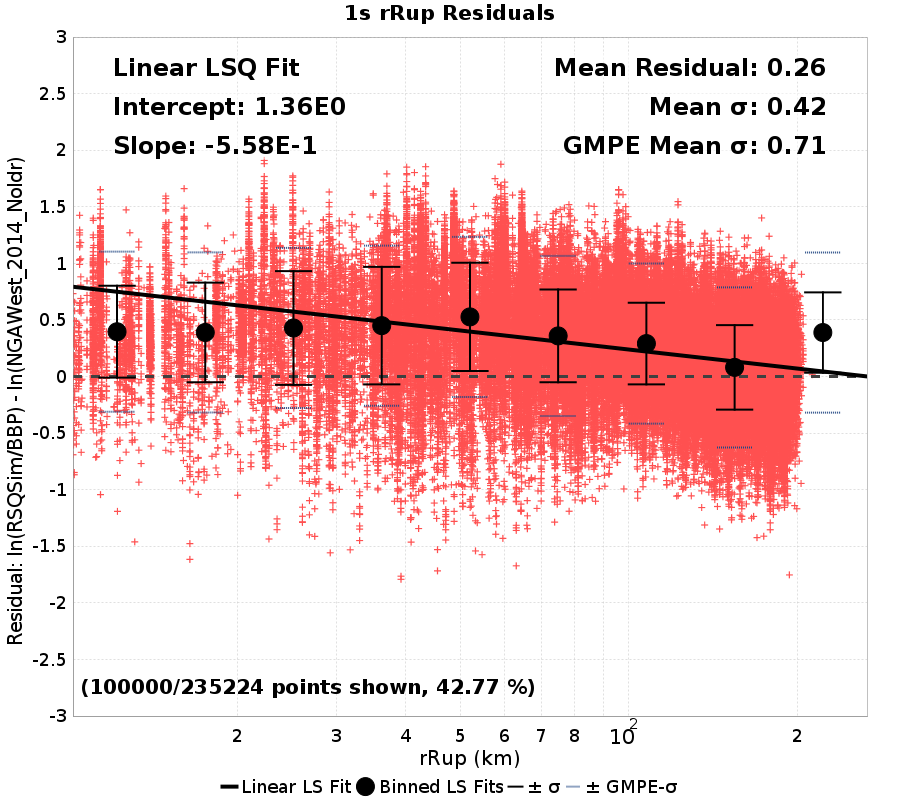 1s rRup Residuals
Linear LSQ Fit
Intercept: 1.36E0
Slope: -5.58E-1
Mean Residual: 0.26
Mean σ: 0.42
GMPE Mean σ: 0.71
Residual: ln(RSQSim/BBP) - ln(NGAWest_2014_NoIdr)
3
2.5
2
1.5
1
0.5
0
-0.5
-1
-1.5
-2
-2.5
-3
(100000/235224 points shown, 42.77 %)
2 3 4 5 6 7 8 10² 2
rRup (km)
Linear LS Fit Binned LS Fits ± σ ± GMPE-σ